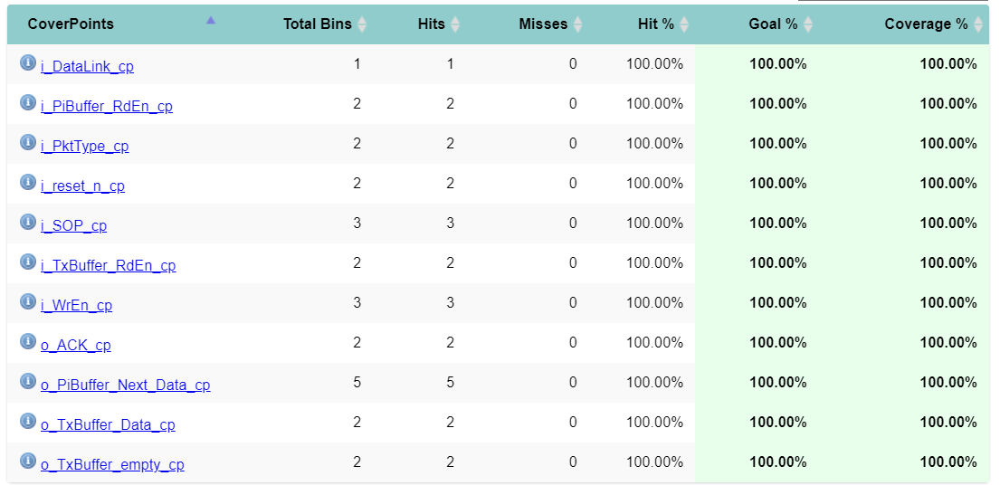 CoverPoints Total Bins Hits Misses Hit % Goal % Coverage %
i_DataLink_cp 1 1 0 100.00% 100.00% 100.00%
i_PiBuffer_RdEn_cp 2 2 0 100.00% 100.00% 100.00%
i_PktType_cp 2 2 0 100.00% 100.00% 100.00%
i_reset_n_cp 2 2 0 100.00% 100.00% 100.00%
i_SOP_cp 3 3 0 100.00% 100.00% 100.00%
i_TxBuffer_RdEn_cp 2 2 0 100.00% 100.00% 100.00%
i_WrEn_cp 3 3 0 100.00% 100.00% 100.00%
o_ACK_cp 2 2 0 100.00% 100.00% 100.00%
o_PiBuffer_Next_Data_cp 5 5 0 100.00% 100.00% 100.00%
o_TxBuffer_Data_cp 2 2 0 100.00% 100.00% 100.00%
o_TxBuffer_empty_cp 2 2 0 100.00% 100.00% 100.00%